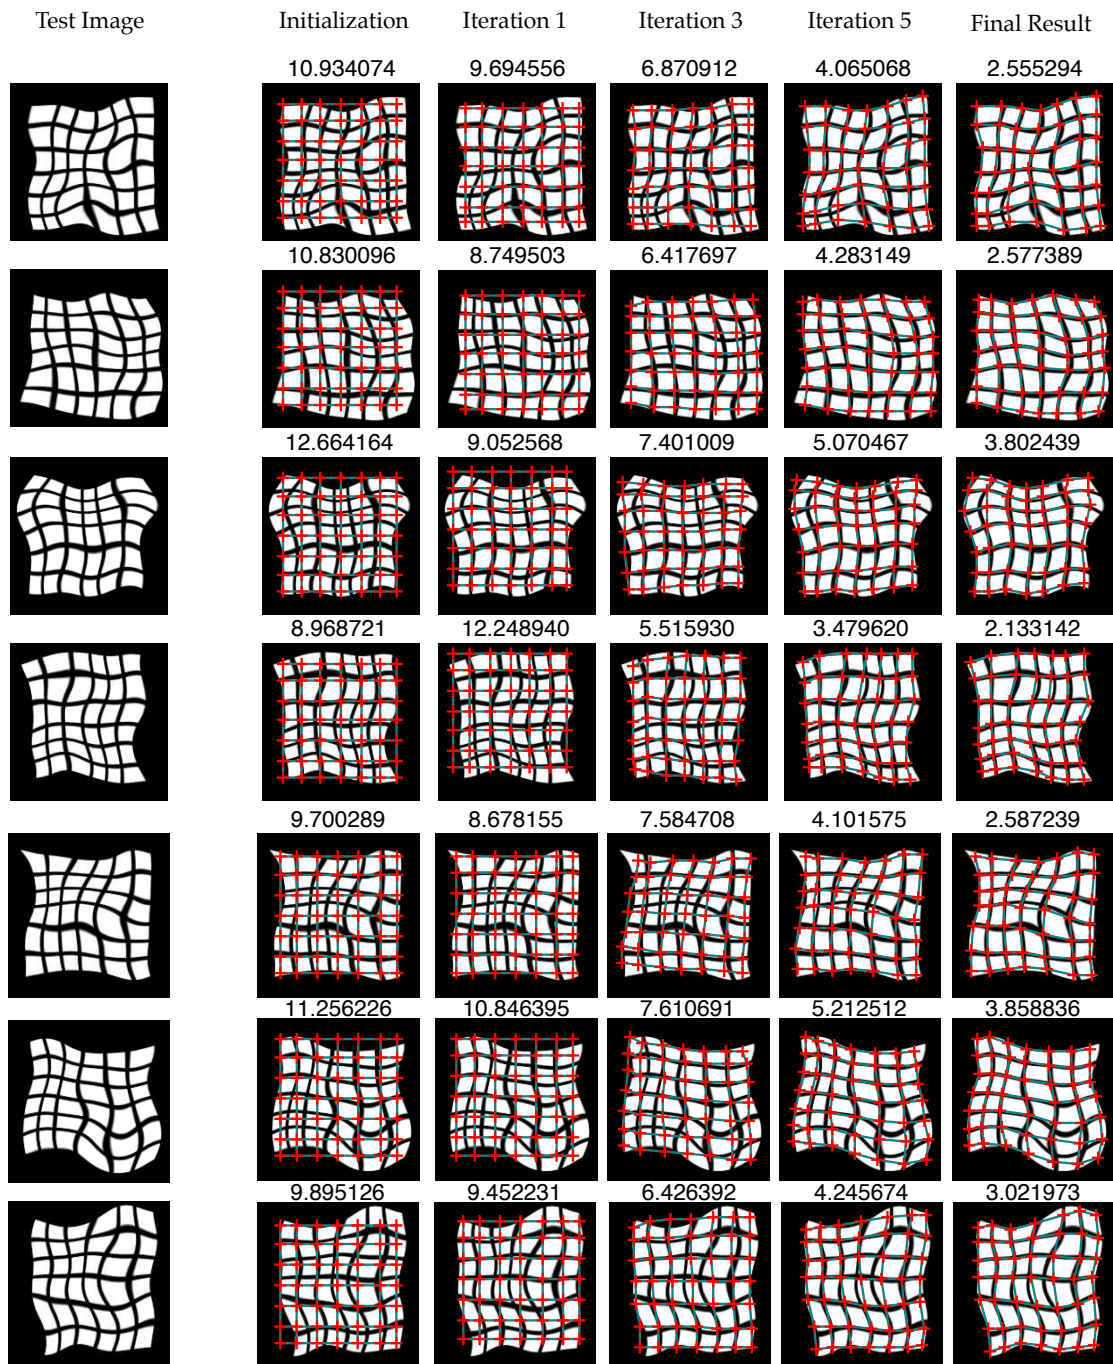 Test Image Initialization Iteration 1 Iteration 3 Iteration 5 Final Result
10.934074 9.694556 6.870912 4.065068 2.555294
10.830096 8.749503 6.417697 4.283149 2.577389
12.664164 9.052568 7.401009 5.070467 3.802439
8.968721 12.248940 5.515930 3.479620 2.133142
9.700289 8.678155 7.584708 4.101575 2.587239
11.256226 10.846395 7.610691 5.212512 3.858836
9.895126 9.452231 6.426392 4.245674 3.021973